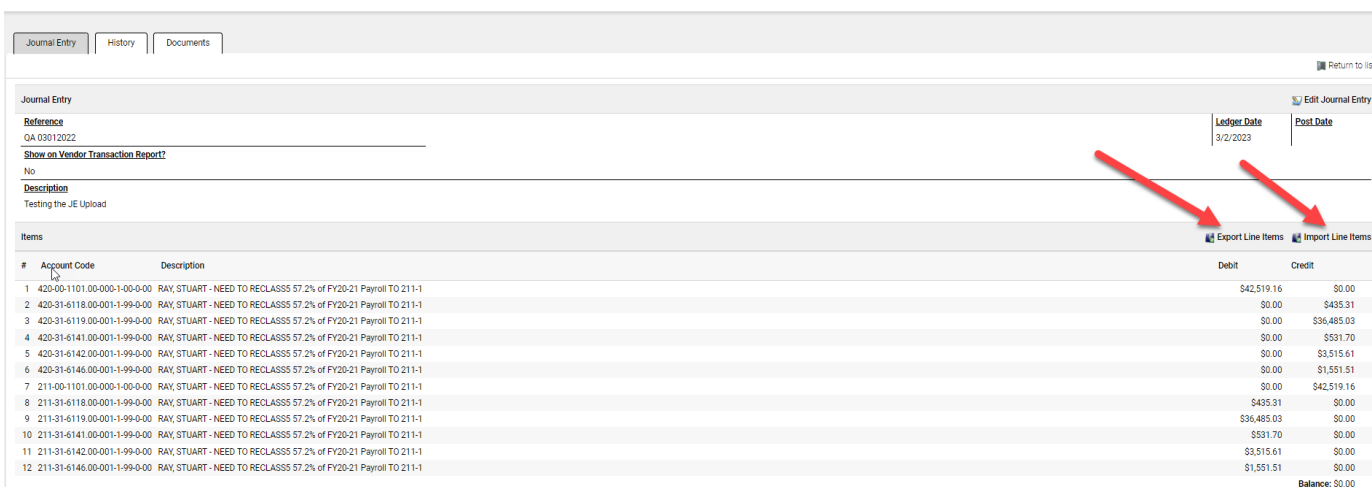 Journal Entry History Documents
Return to lis
Journal Entry Edit Journal Entry
Reference Ledger Date Post Date
QA 03012022 3/2/2023
Show on Vendor Transaction Report?
No
Description
Testing the JE Upload
Items Export Line Items Import Line Items
# Account Code Description Debit Credit
1 420-00-1101.00-000-1-00-0-00 RAY, STUART - NEED TO RECLASS5 57.2% of FY20-21 Payroll TO 211-1 $42,519.16 $0.00
2 420-31-6118.00-001-1-99-0-00 RAY, STUART - NEED TO RECLASS5 57.2% of FY20-21 Payroll TO 211-1 $0.00 $435.31
3 420-31-6119.00-001-1-99-0-00 RAY, STUART - NEED TO RECLASS5 57.2% of FY20-21 Payroll TO 211-1 $0.00 $36,485.03
4 420-31-6141.00-001-1-99-0-00 RAY, STUART - NEED TO RECLASS5 57.2% of FY20-21 Payroll TO 211-1 $0.00 $531.70
5 420-31-6142.00-001-1-99-0-00 RAY, STUART - NEED TO RECLASS5 57.2% of FY20-21 Payroll TO 211-1 $0.00 $3,515.61
6 420-31-6146.00-001-1-99-0-00 RAY, STUART - NEED TO RECLASS5 57.2% of FY20-21 Payroll TO 211-1 $0.00 $1,551.51
7 211-00-1101.00-000-1-00-0-00 RAY, STUART - NEED TO RECLASS5 57.2% of FY20-21 Payroll TO 211-1 $0.00 $42,519.16
8 211-31-6118.00-001-1-99-0-00 RAY, STUART - NEED TO RECLASS5 57.2% of FY20-21 Payroll TO 211-1 $435.31 $0.00
9 211-31-6119.00-001-1-99-0-00 RAY, STUART - NEED TO RECLASS5 57.2% of FY20-21 Payroll TO 211-1 $36,485.03 $0.00
10 211-31-6141.00-001-1-99-0-00 RAY, STUART - NEED TO RECLASS5 57.2% of FY20-21 Payroll TO 211-1 $531.70 $0.00
11 211-31-6142.00-001-1-99-0-00 RAY, STUART - NEED TO RECLASS5 57.2% of FY20-21 Payroll TO 211-1 $3,515.61 $0.00
12 211-31-6146.00-001-1-99-0-00 RAY, STUART - NEED TO RECLASS5 57.2% of FY20-21 Payroll TO 211-1 $1,551.51 $0.00
Balance: $0.00